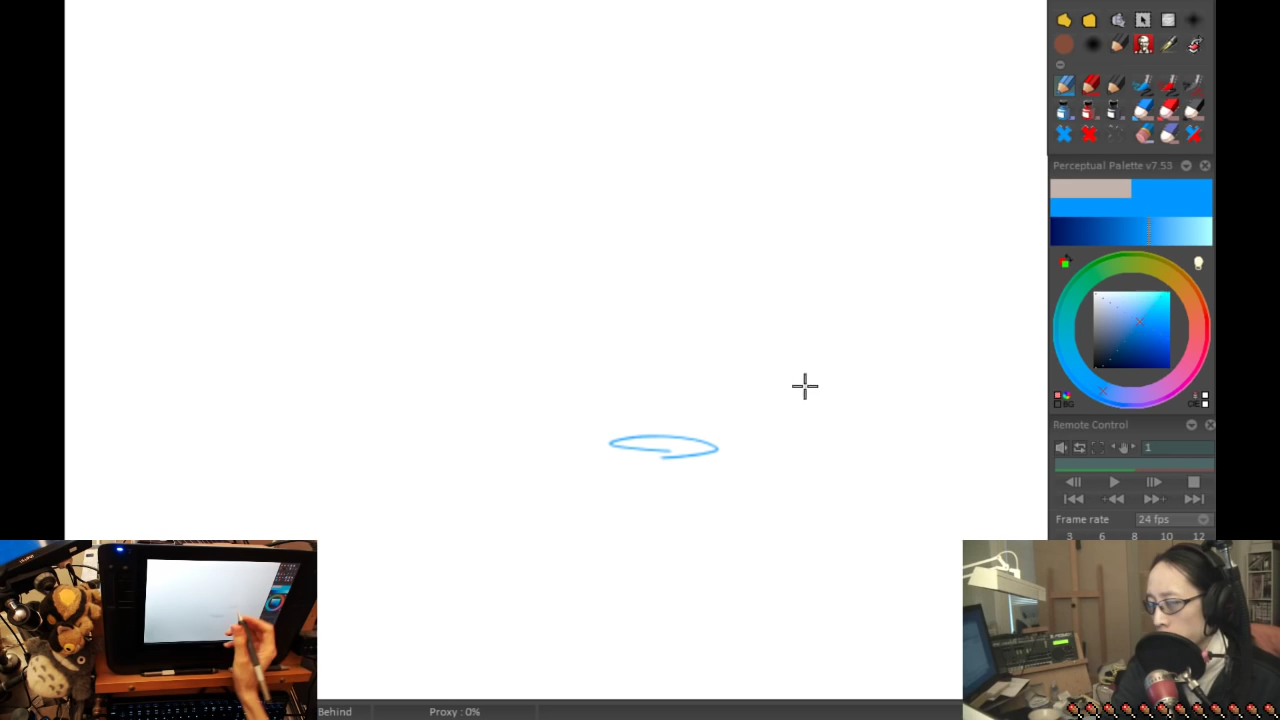 Perceptual Palette v7.53
BG
Remote Control
1
Frame rate
24 fps
3 6 8 10 12
Behind
Proxy : 0%